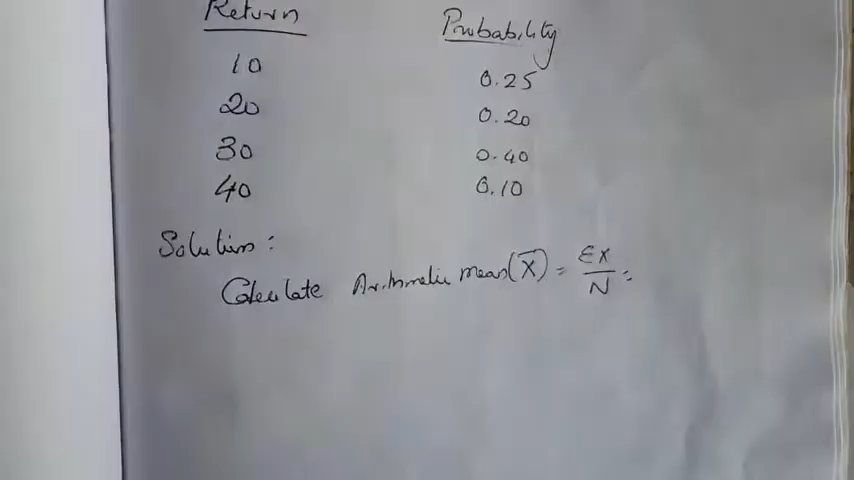 Return Probability
10 0.25
20 0.20
30 0.40
40 0.10
Solution:
Calculate Arithmetic mean (X̅) = ΣX/N =